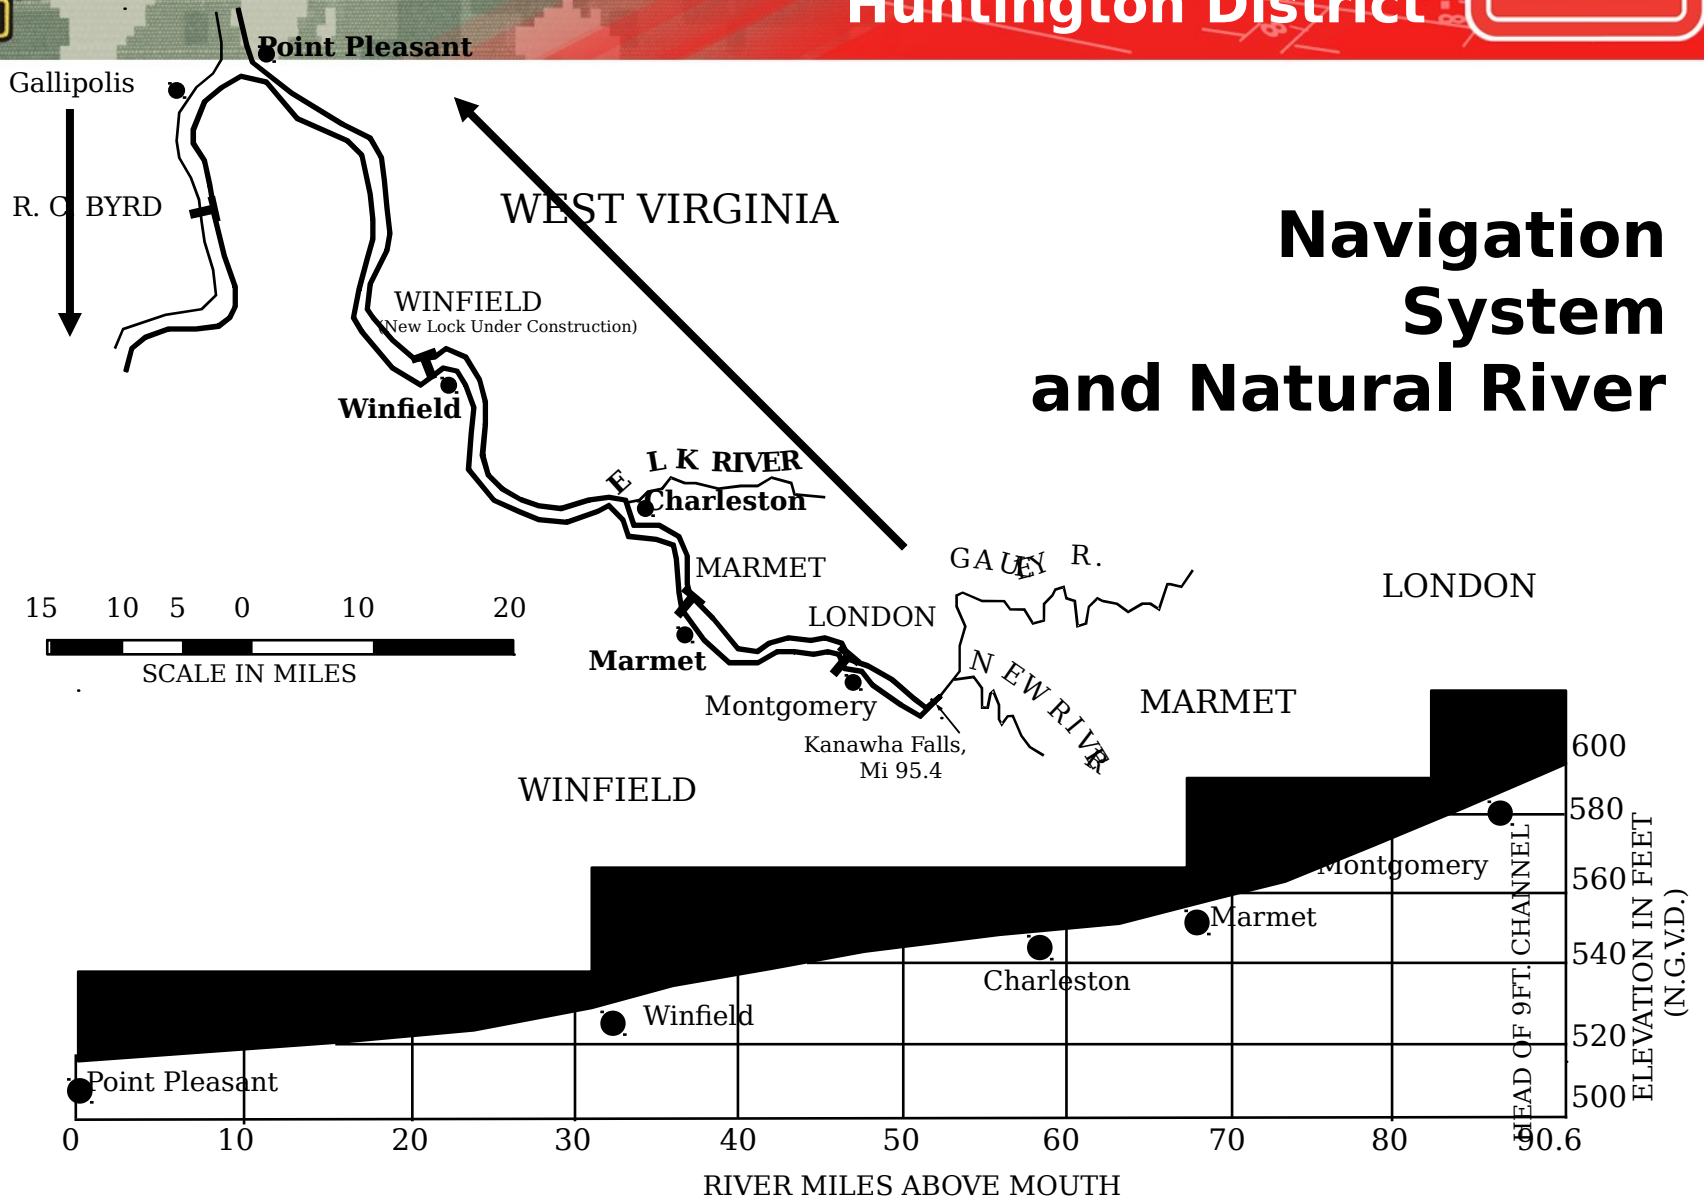 Huntington District
Point Pleasant
Gallipolis
R. C. BYRD
WEST VIRGINIA
Navigation
System
and Natural River
WINFIELD
(New Lock Under Construction)
Winfield
ELK RIVER
Charleston
GAULEY R.
MARMET
LONDON
LONDON
15 10 5 0 10 20
SCALE IN MILES
Marmet
NEW RIVER
Montgomery
MARMET
Kanawha Falls,
Mi 95.4
WINFIELD
600
580
560
540
520
500
Montgomery
Marmet
Charleston
Winfield
Point Pleasant
HEAD OF 9FT. CHANNEL
ELEVATION IN FEET
(N.G.V.D.)
0 10 20 30 40 50 60 70 80 90.6
RIVER MILES ABOVE MOUTH